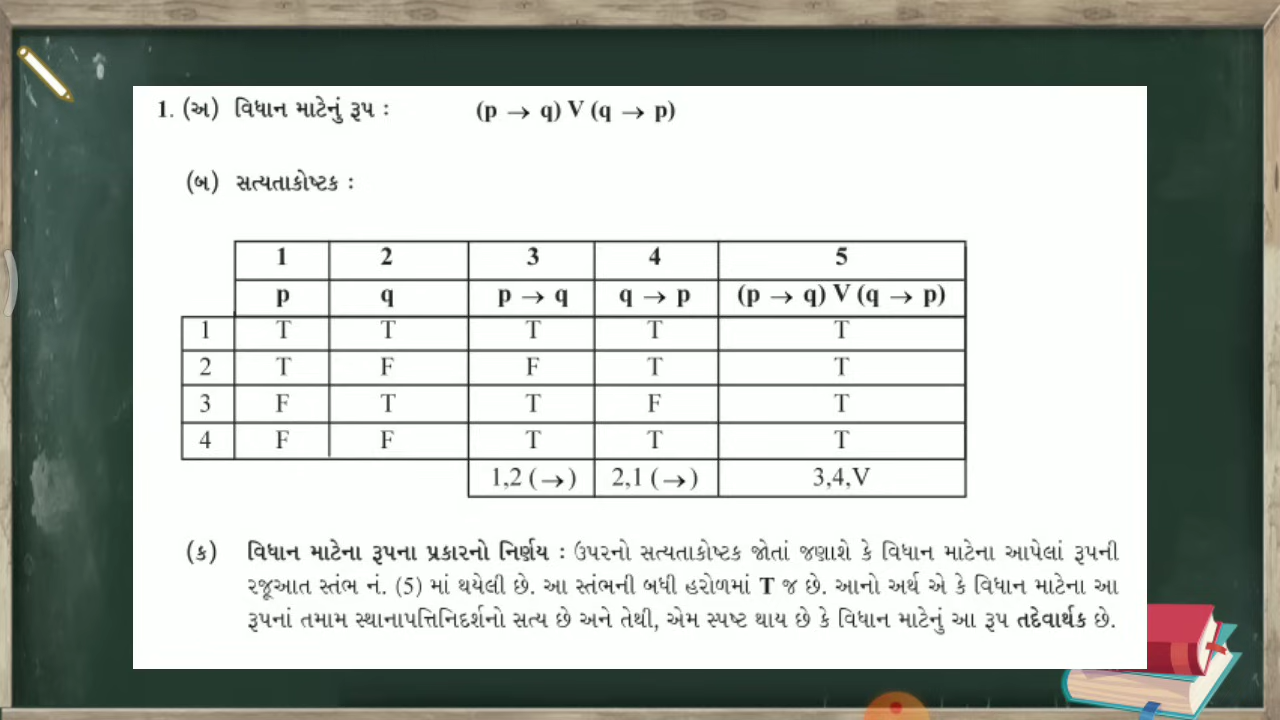 1. (અ) વિધાન માટેનું રૂપ : (p → q) V (q → p)
(બ) સત્યતાકોષ્ટક :
1 2 3 4 5
p q p → q q → p (p → q) V (q → p)
1 T T T T T
2 T F F T T
3 F T T F T
4 F F T T T
1,2 (→) 2,1 (→) 3,4,V
(ક) વિધાન માટેના રૂપના પ્રકારનો નિર્ણય : ઉપરનો સત્યતાકોષ્ટક જોતાં જણાશે કે વિધાન માટેના આપેલાં રૂપની
રજૂઆત સ્તંભ નં. (5) માં થયેલી છે. આ સ્તંભની બધી હરોળમાં T જ છે. આનો અર્થ એ કે વિધાન માટેના આ
રૂપનાં તમામ સ્થાનાપત્તિનિદર્શનો સત્ય છે અને તેથી, એમ સ્પષ્ટ થાય છે કે વિધાન માટેનું આ રૂપ તદેવાર્થક છે.